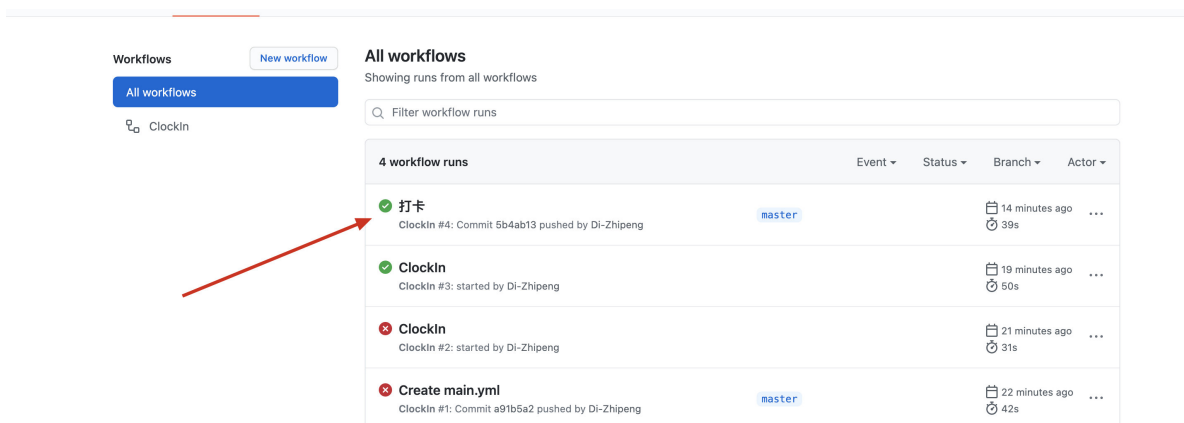 Workflows
New workflow
All workflows
ClockIn
All workflows
Showing runs from all workflows
Filter workflow runs
4 workflow runs
Event
Status
Branch
Actor
打卡
ClockIn #4: Commit 5b4ab13 pushed by Di-Zhipeng
master
14 minutes ago
39s
ClockIn
ClockIn #3: started by Di-Zhipeng
19 minutes ago
50s
ClockIn
ClockIn #2: started by Di-Zhipeng
21 minutes ago
31s
Create main.yml
ClockIn #1: Commit a91b5a2 pushed by Di-Zhipeng
master
22 minutes ago
42s